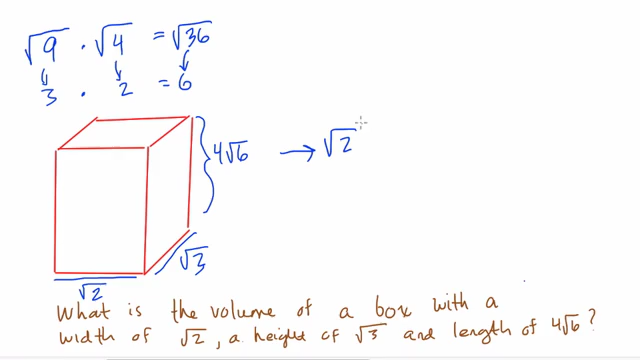 √9 · √4 = √36
3 · 2 = 6
4√6 → √2
√3
√2
What is the volume of a box with a
width of √2, a height of √3 and length of 4√6?